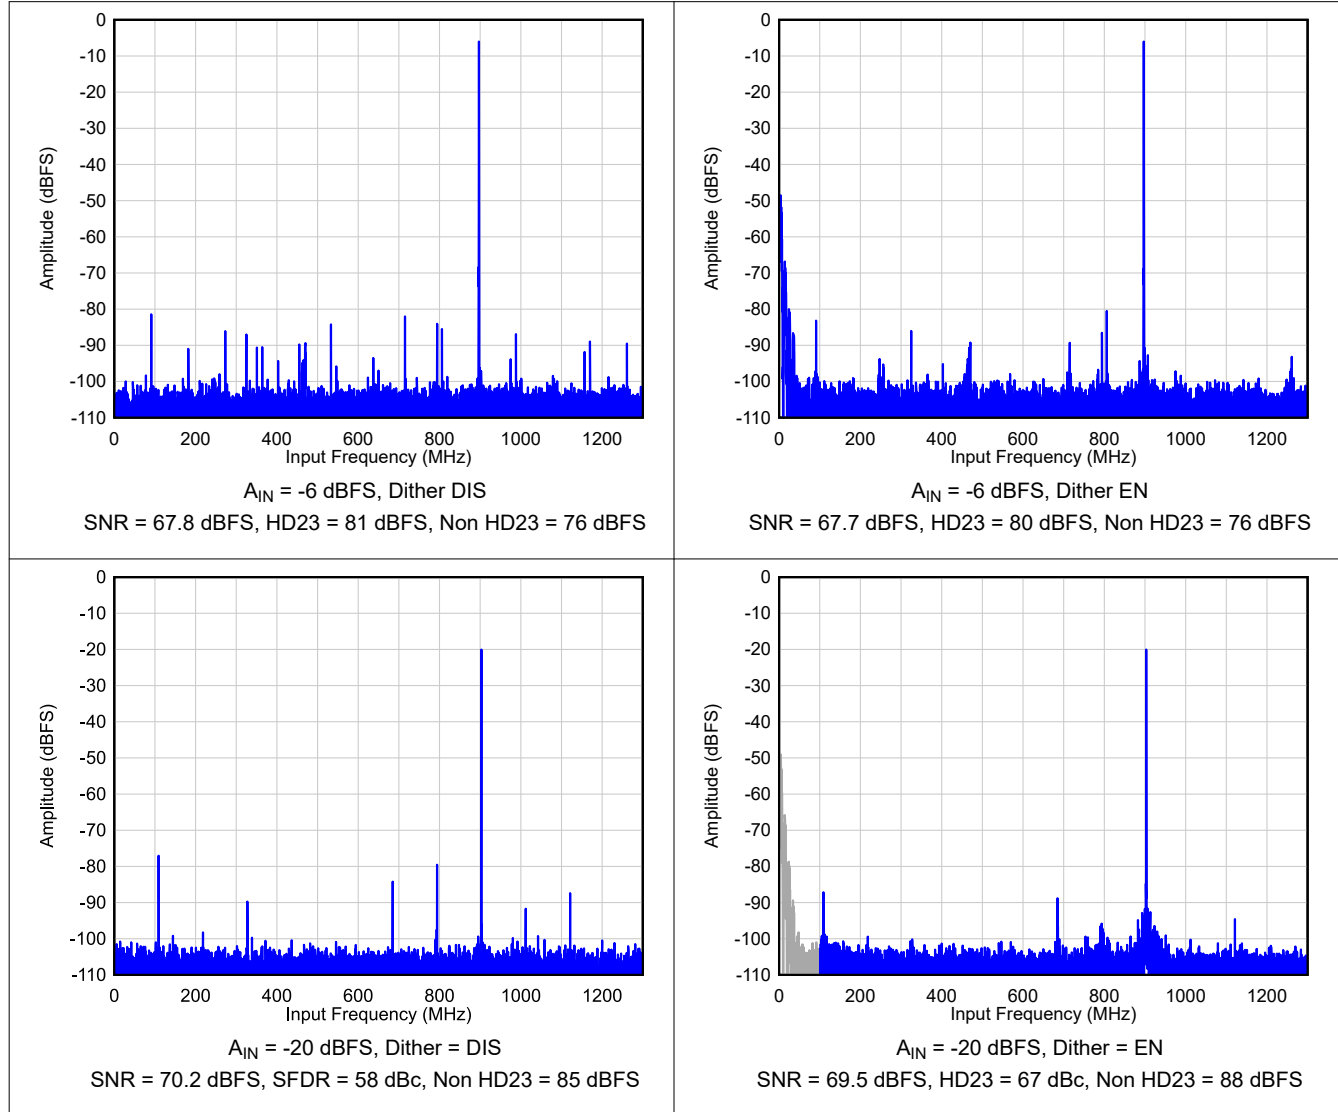 0
-10
-20
-30
-40
-50
-60
-70
-80
-90
-100
-110
Amplitude (dBFS)
0 200 400 600 800 1000 1200
Input Frequency (MHz)
A_IN = -6 dBFS, Dither DIS
SNR = 67.8 dBFS, HD23 = 81 dBFS, Non HD23 = 76 dBFS
0
-10
-20
-30
-40
-50
-60
-70
-80
-90
-100
-110
Amplitude (dBFS)
0 200 400 600 800 1000 1200
Input Frequency (MHz)
A_IN = -6 dBFS, Dither EN
SNR = 67.7 dBFS, HD23 = 80 dBFS, Non HD23 = 76 dBFS
0
-10
-20
-30
-40
-50
-60
-70
-80
-90
-100
-110
Amplitude (dBFS)
0 200 400 600 800 1000 1200
Input Frequency (MHz)
A_IN = -20 dBFS, Dither = DIS
SNR = 70.2 dBFS, SFDR = 58 dBc, Non HD23 = 85 dBFS
0
-10
-20
-30
-40
-50
-60
-70
-80
-90
-100
-110
Amplitude (dBFS)
0 200 400 600 800 1000 1200
Input Frequency (MHz)
A_IN = -20 dBFS, Dither = EN
SNR = 69.5 dBFS, HD23 = 67 dBc, Non HD23 = 88 dBFS